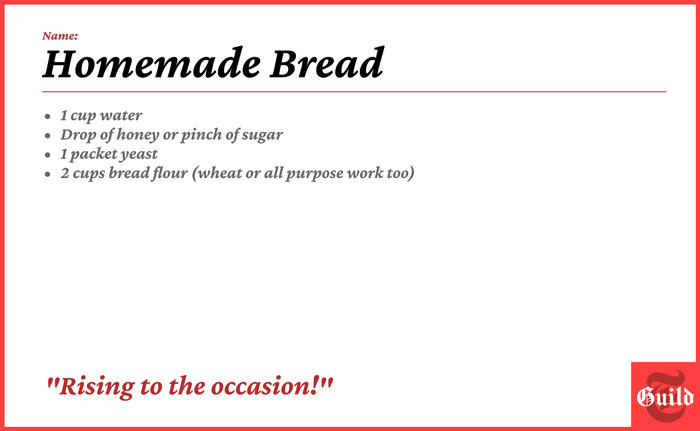 Name:
Homemade Bread
• 1 cup water
• Drop of honey or pinch of sugar
• 1 packet yeast
• 2 cups bread flour (wheat or all purpose work too)
"Rising to the occasion!"
T
Guild